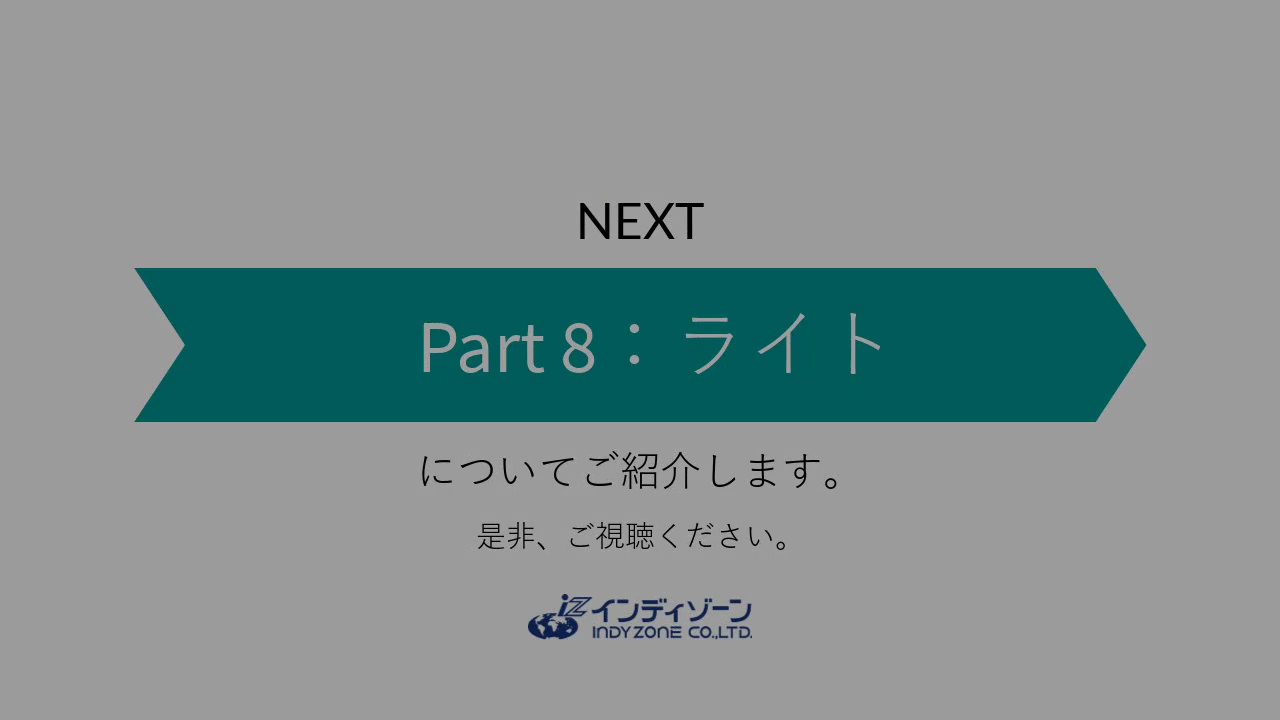 NEXT
Part 8：ライト
についてご紹介します。
是非、ご視聴ください。
iZ インディゾーン
INDY ZONE CO.,LTD.